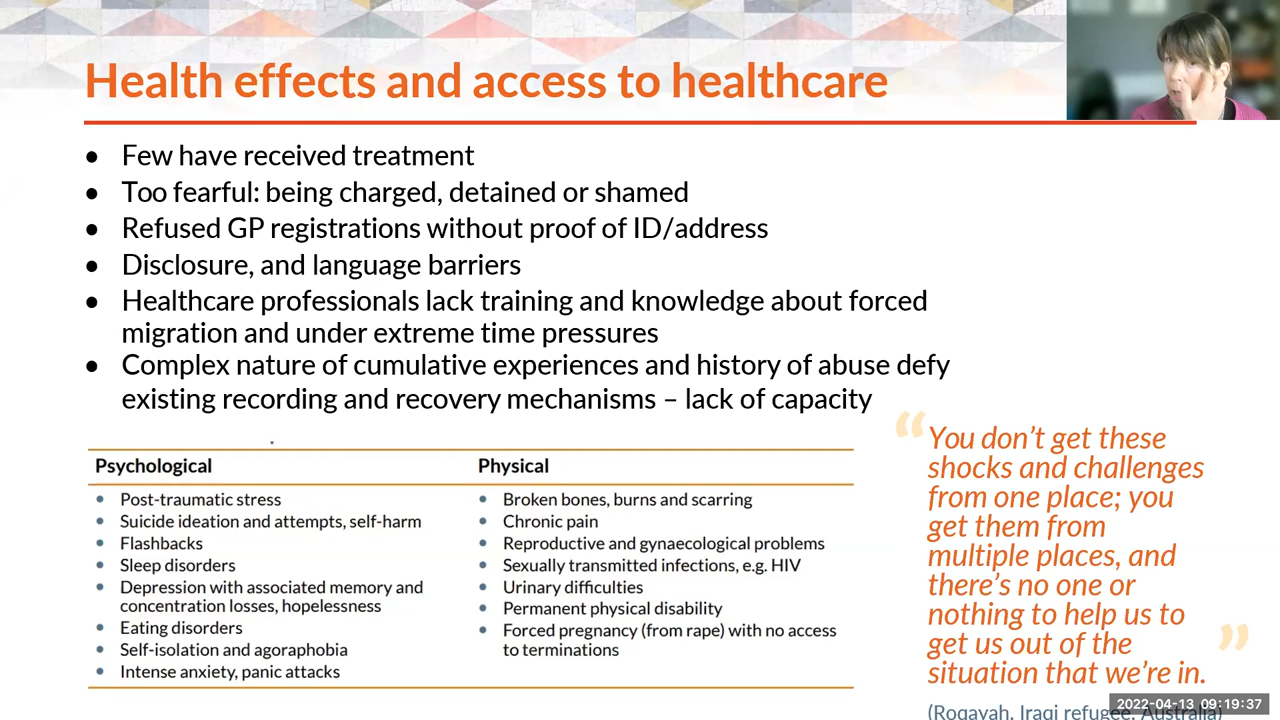 Health effects and access to healthcare
• Few have received treatment
• Too fearful: being charged, detained or shamed
• Refused GP registrations without proof of ID/address
• Disclosure, and language barriers
• Healthcare professionals lack training and knowledge about forced
migration and under extreme time pressures
• Complex nature of cumulative experiences and history of abuse defy
existing recording and recovery mechanisms – lack of capacity
Psychological
• Post-traumatic stress
• Suicide ideation and attempts, self-harm
• Flashbacks
• Sleep disorders
• Depression with associated memory and
concentration losses, hopelessness
• Eating disorders
• Self-isolation and agoraphobia
• Intense anxiety, panic attacks
Physical
• Broken bones, burns and scarring
• Chronic pain
• Reproductive and gynaecological problems
• Sexually transmitted infections, e.g. HIV
• Urinary difficulties
• Permanent physical disability
• Forced pregnancy (from rape) with no access
to terminations
“You don’t get these
shocks and challenges
from one place; you
get them from
multiple places, and
there’s no one or
nothing to help us to
get us out of the
situation that we’re in.”
(Roqayah, Iraqi refugee, Australia)
2022-04-13 09:19:37